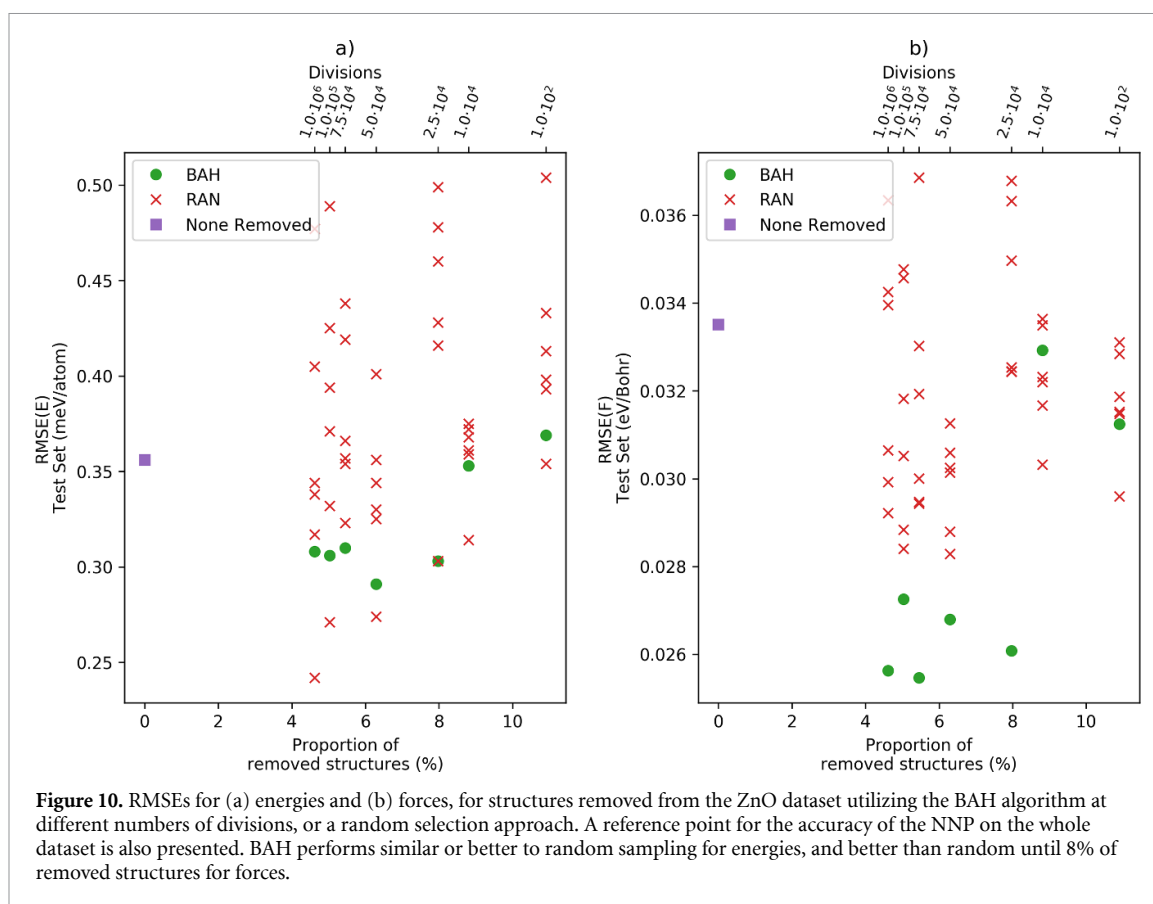 a)
Divisions
1.0·10⁶
1.0·10⁵
7.5·10⁴
5.0·10⁴
2.5·10⁴
1.0·10⁴
1.0·10²
BAH
RAN
None Removed
0.50
0.45
0.40
0.35
0.30
0.25
RMSE(E)
Test Set (meV/atom)
0 2 4 6 8 10
Proportion of
removed structures (%)
b)
Divisions
1.0·10⁶
1.0·10⁵
7.5·10⁴
5.0·10⁴
2.5·10⁴
1.0·10⁴
1.0·10²
BAH
RAN
None Removed
0.036
0.034
0.032
0.030
0.028
0.026
RMSE(F)
Test Set (eV/Bohr)
0 2 4 6 8 10
Proportion of
removed structures (%)
Figure 10. RMSEs for (a) energies and (b) forces, for structures removed from the ZnO dataset utilizing the BAH algorithm at
different numbers of divisions, or a random selection approach. A reference point for the accuracy of the NNP on the whole
dataset is also presented. BAH performs similar or better to random sampling for energies, and better than random until 8% of
removed structures for forces.